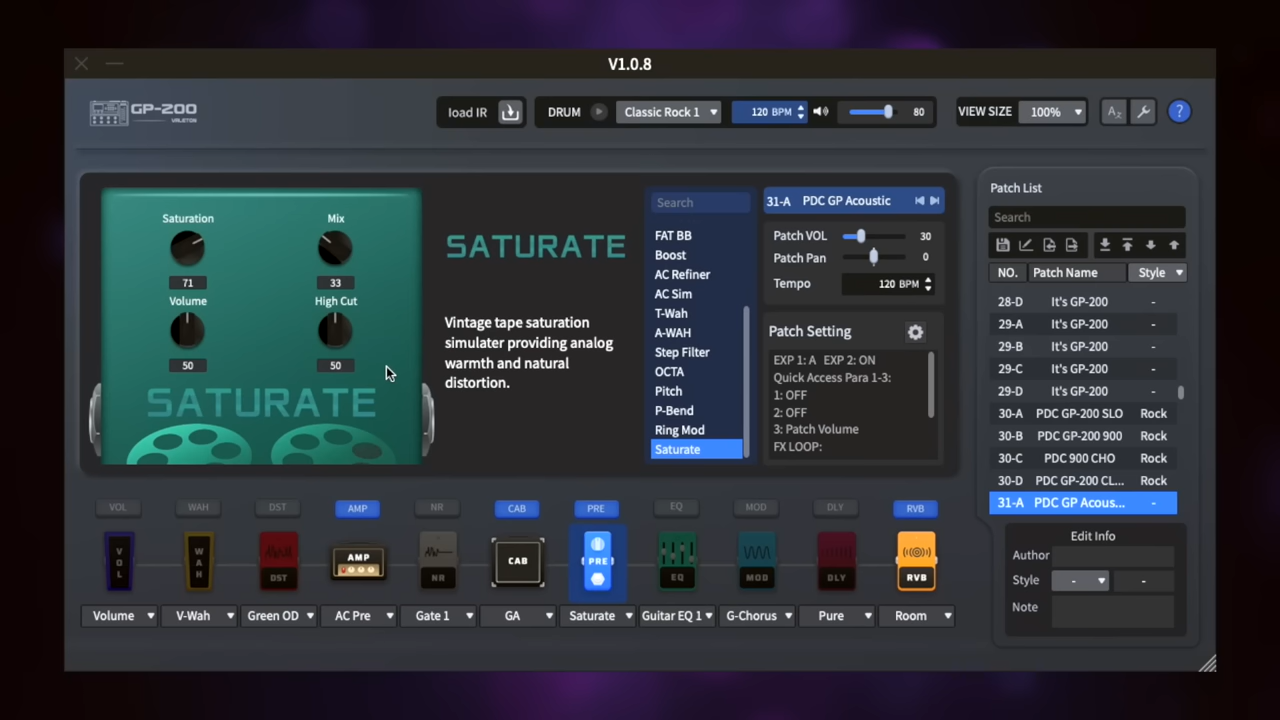 V1.0.8
GP-200
VALETON
load IR
DRUM
Classic Rock 1
120 BPM
80
VIEW SIZE
100%
AZ
?
Saturation
Mix
71
33
Volume
High Cut
50
50
SATURATE
SATURATE
Vintage tape saturation
simulater providing analog
warmth and natural
distortion.
Search
FAT BB
Boost
AC Refiner
AC Sim
T-Wah
A-WAH
Step Filter
OCTA
Pitch
P-Bend
Ring Mod
Saturate
31-A PDC GP Acoustic
Patch VOL 30
Patch Pan 0
Tempo 120 BPM
Patch Setting
EXP 1: A EXP 2: ON
Quick Access Para 1-3:
1: OFF
2: OFF
3: Patch Volume
FX LOOP:
Patch List
Search
NO. Patch Name Style
28-D It's GP-200 -
29-A It's GP-200 -
29-B It's GP-200 -
29-C It's GP-200 -
29-D It's GP-200 -
30-A PDC GP-200 SLO Rock
30-B PDC GP-200 900 Rock
30-C PDC 900 CHO Rock
30-D PDC GP-200 CL... Rock
31-A PDC GP Acous... -
Edit Info
Author
Style - -
Note
VOL WAH DST AMP NR CAB PRE EQ MOD DLY RVB
VOL WAH DST AMP NR CAB PRE EQ MOD DLY RVB
Volume V-Wah Green OD AC Pre Gate 1 GA Saturate Guitar EQ 1 G-Chorus Pure Room